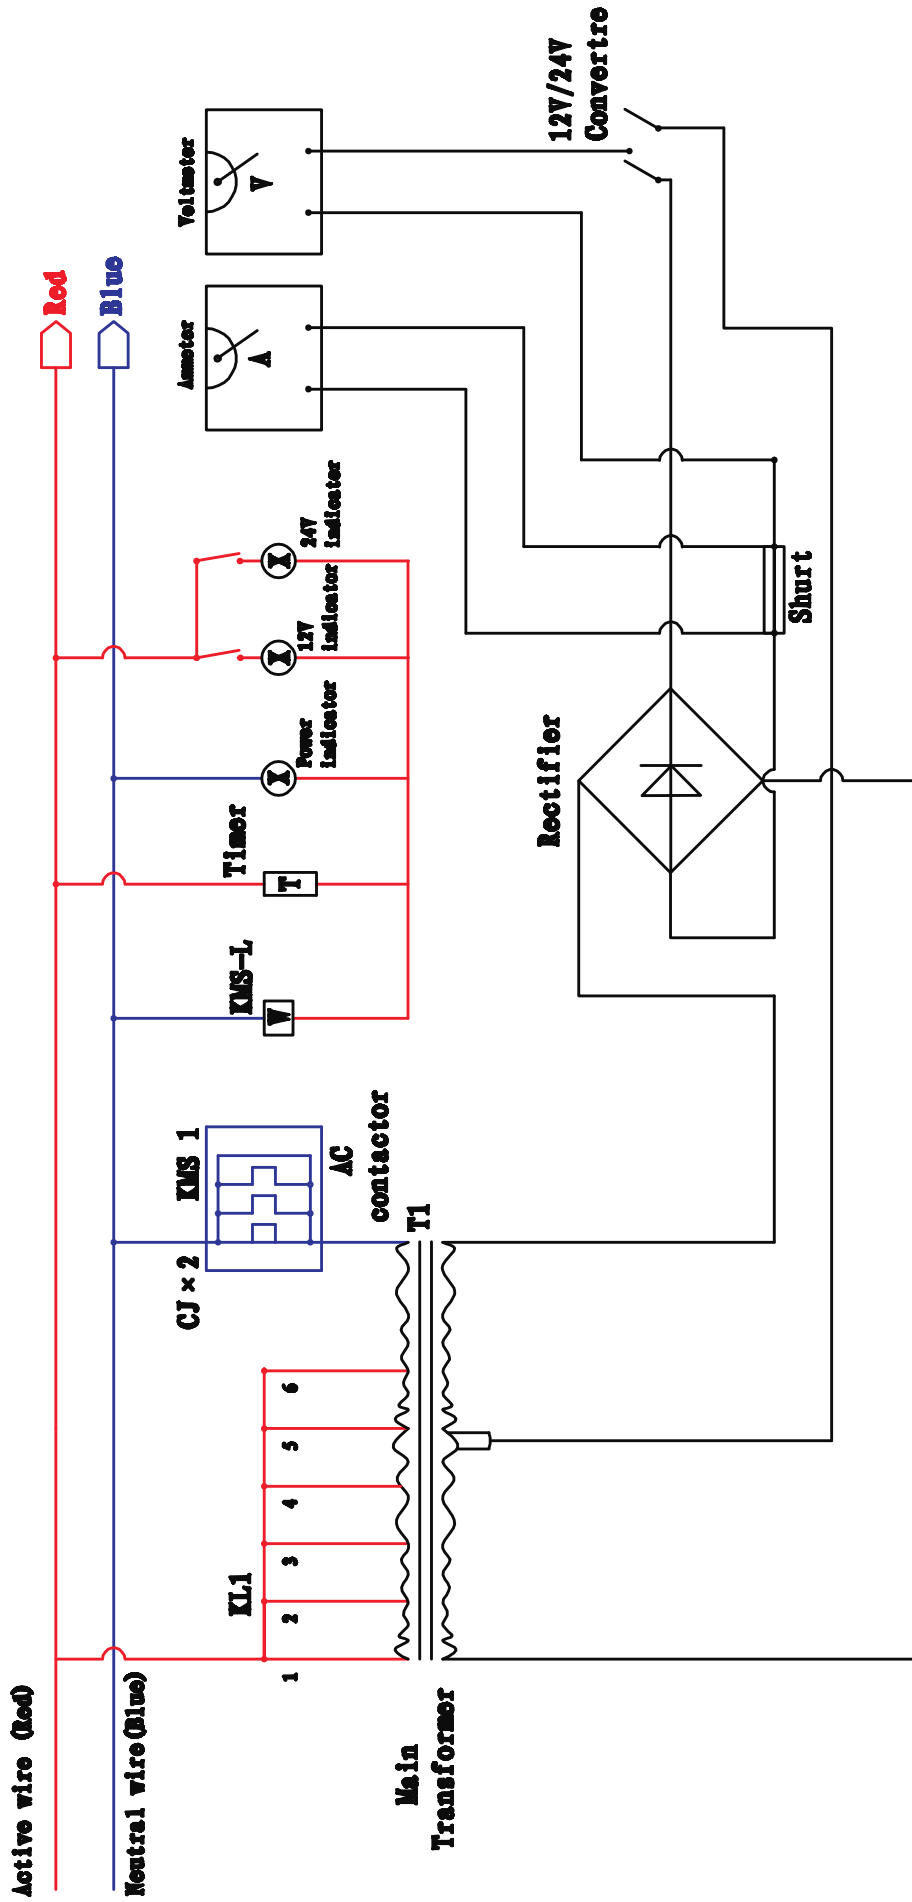 Active wire (Red)
Neutral wire(Blue)
Red
Blue
Main
Transformer
KL1
1
2
3
4
5
6
T1
CJ × 2
KMS 1
AC
contactor
KMS-L
W
Timer
T
Power
indicator
X
12V
indicator
X
24V
indicator
X
Ammeter
A
Voltmeter
V
12V/24V
Convertre
Rectifier
Shurt